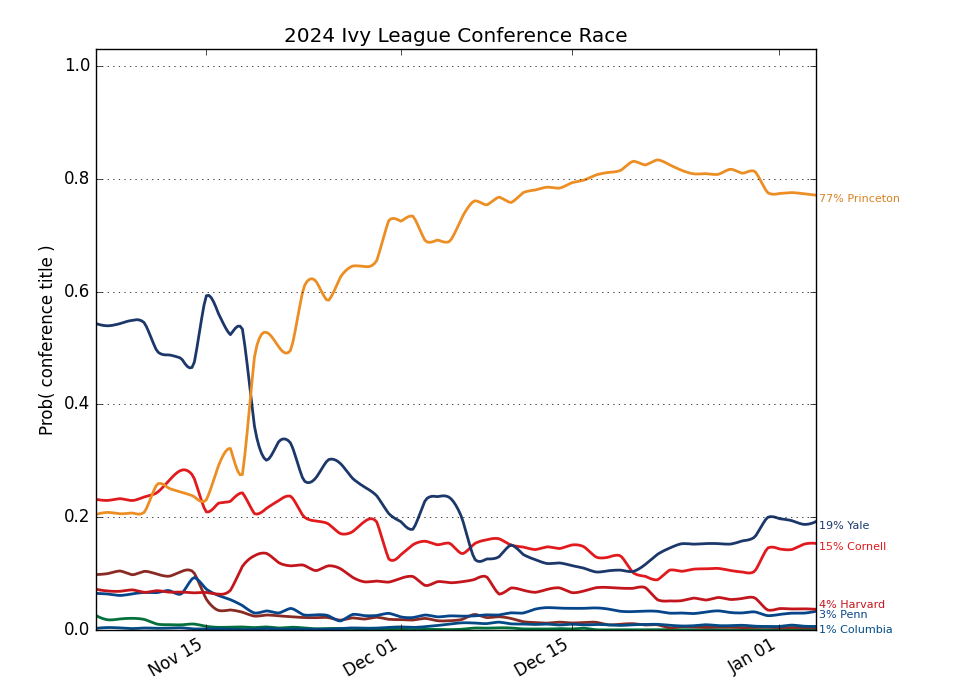 2024 Ivy League Conference Race
Prob( conference title )
1.0
0.8
0.6
0.4
0.2
0.0
77% Princeton
19% Yale
15% Cornell
4% Harvard
3% Penn
1% Columbia
Nov 15
Dec 01
Dec 15
Jan 01